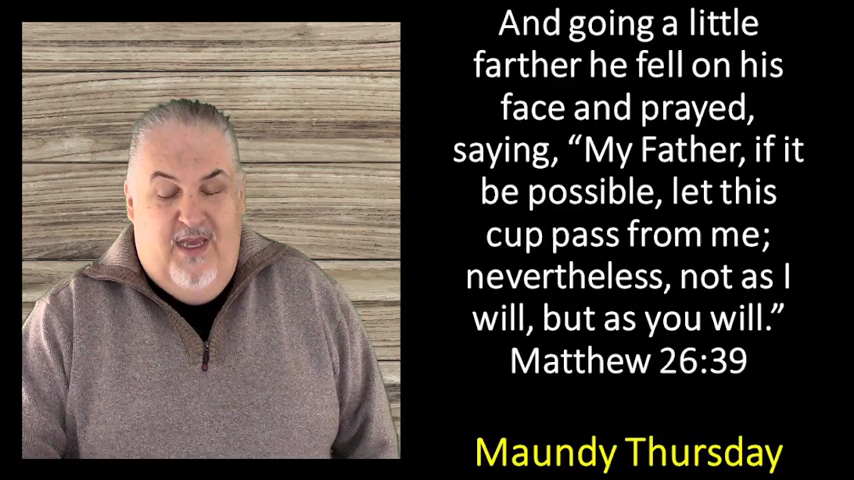 And going a little
farther he fell on his
face and prayed,
saying, “My Father, if it
be possible, let this
cup pass from me;
nevertheless, not as I
will, but as you will.”
Matthew 26:39
Maundy Thursday